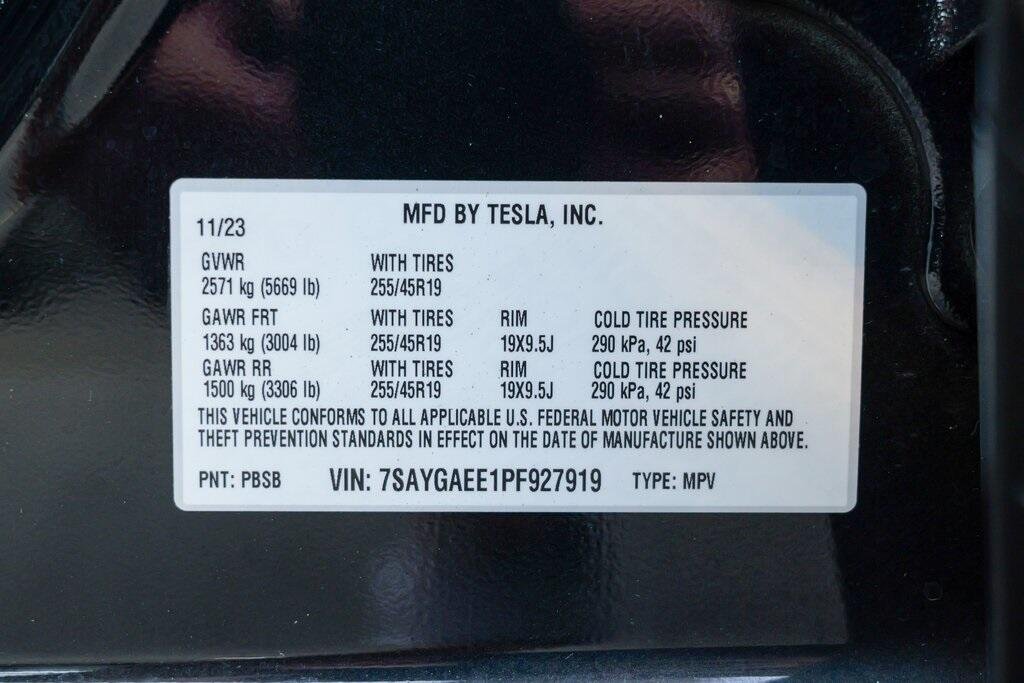 11/23 MFD BY TESLA, INC.
GVWR WITH TIRES
2571 kg (5669 lb) 255/45R19
GAWR FRT WITH TIRES RIM COLD TIRE PRESSURE
1363 kg (3004 lb) 255/45R19 19X9.5J 290 kPa, 42 psi
GAWR RR WITH TIRES RIM COLD TIRE PRESSURE
1500 kg (3306 lb) 255/45R19 19X9.5J 290 kPa, 42 psi
THIS VEHICLE CONFORMS TO ALL APPLICABLE U.S. FEDERAL MOTOR VEHICLE SAFETY AND
THEFT PREVENTION STANDARDS IN EFFECT ON THE DATE OF MANUFACTURE SHOWN ABOVE.
PNT: PBSB VIN: 7SAYGAEE1PF927919 TYPE: MPV